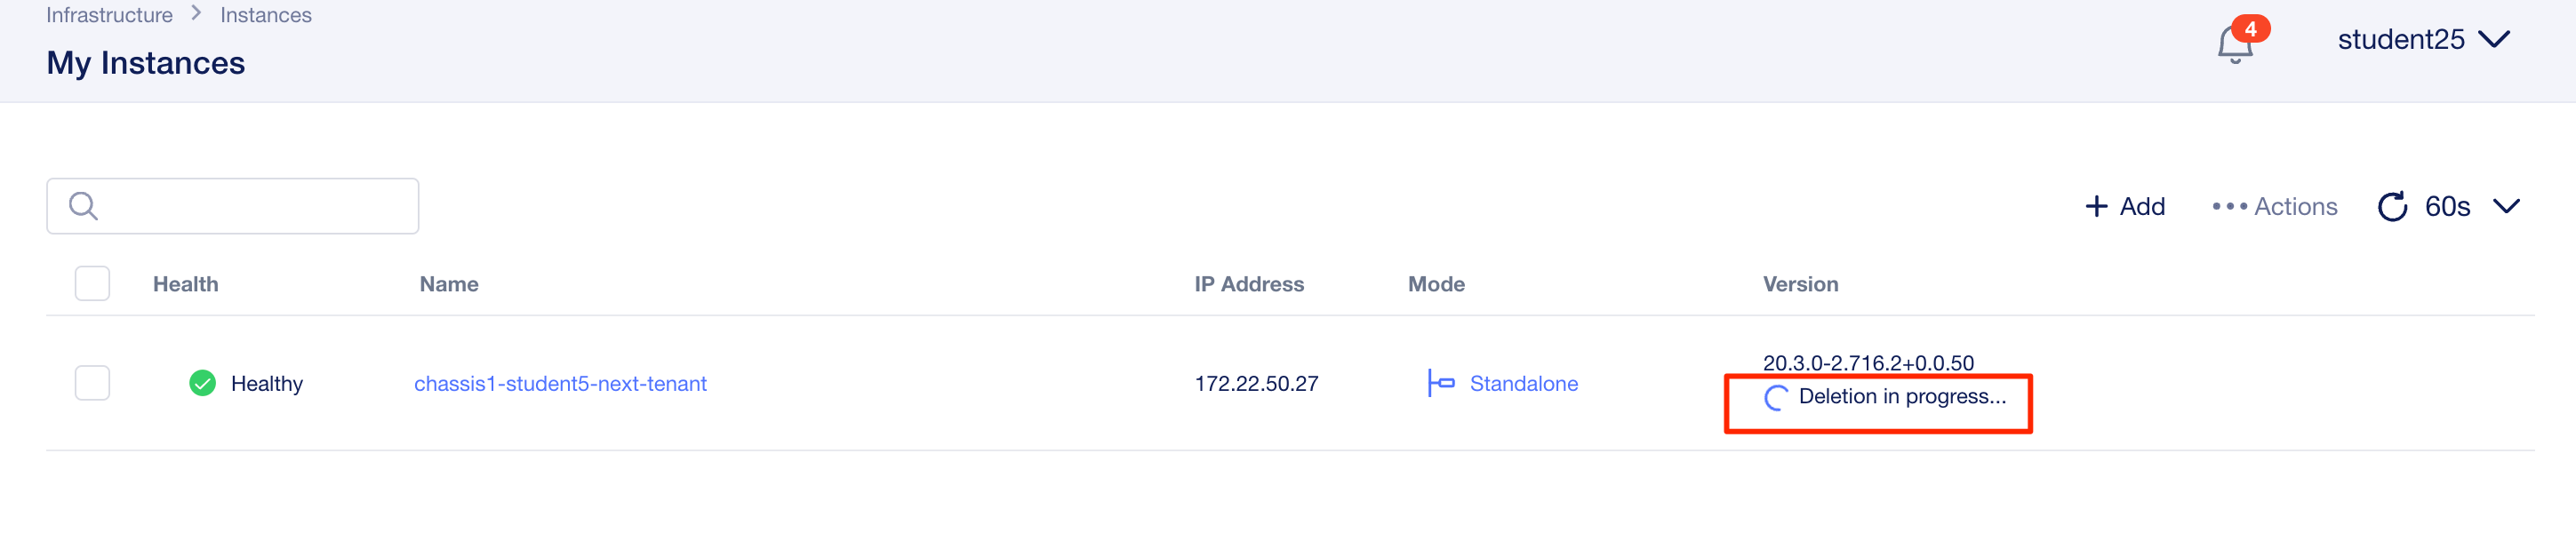 Infrastructure > Instances
My Instances
4
student25
+ Add
••• Actions
60s
Health Name IP Address Mode Version
Healthy chassis1-student5-next-tenant 172.22.50.27 Standalone 20.3.0-2.716.2+0.0.50
Deletion in progress...